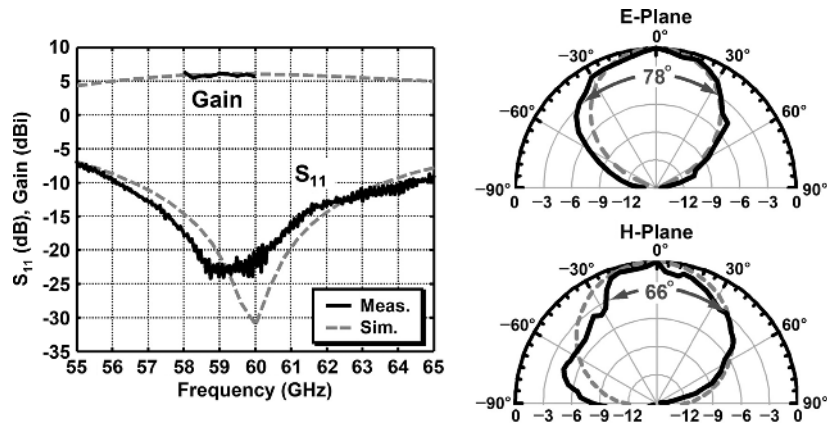 10
5
0
-5
-10
-15
-20
-25
-30
-35
S11 (dB), Gain (dBi)
Gain
S11
Meas.
Sim.
55 56 57 58 59 60 61 62 63 64 65
Frequency (GHz)
E-Plane
0°
−30° 30°
78°
−60° 60°
−90° 90°
0 −3 −6 −9 −12 −12 −9 −6 −3 0
H-Plane
0°
−30° 30°
66°
−60° 60°
−90° 90°
0 −3 −6 −9 −12 −12 −9 −6 −3 0